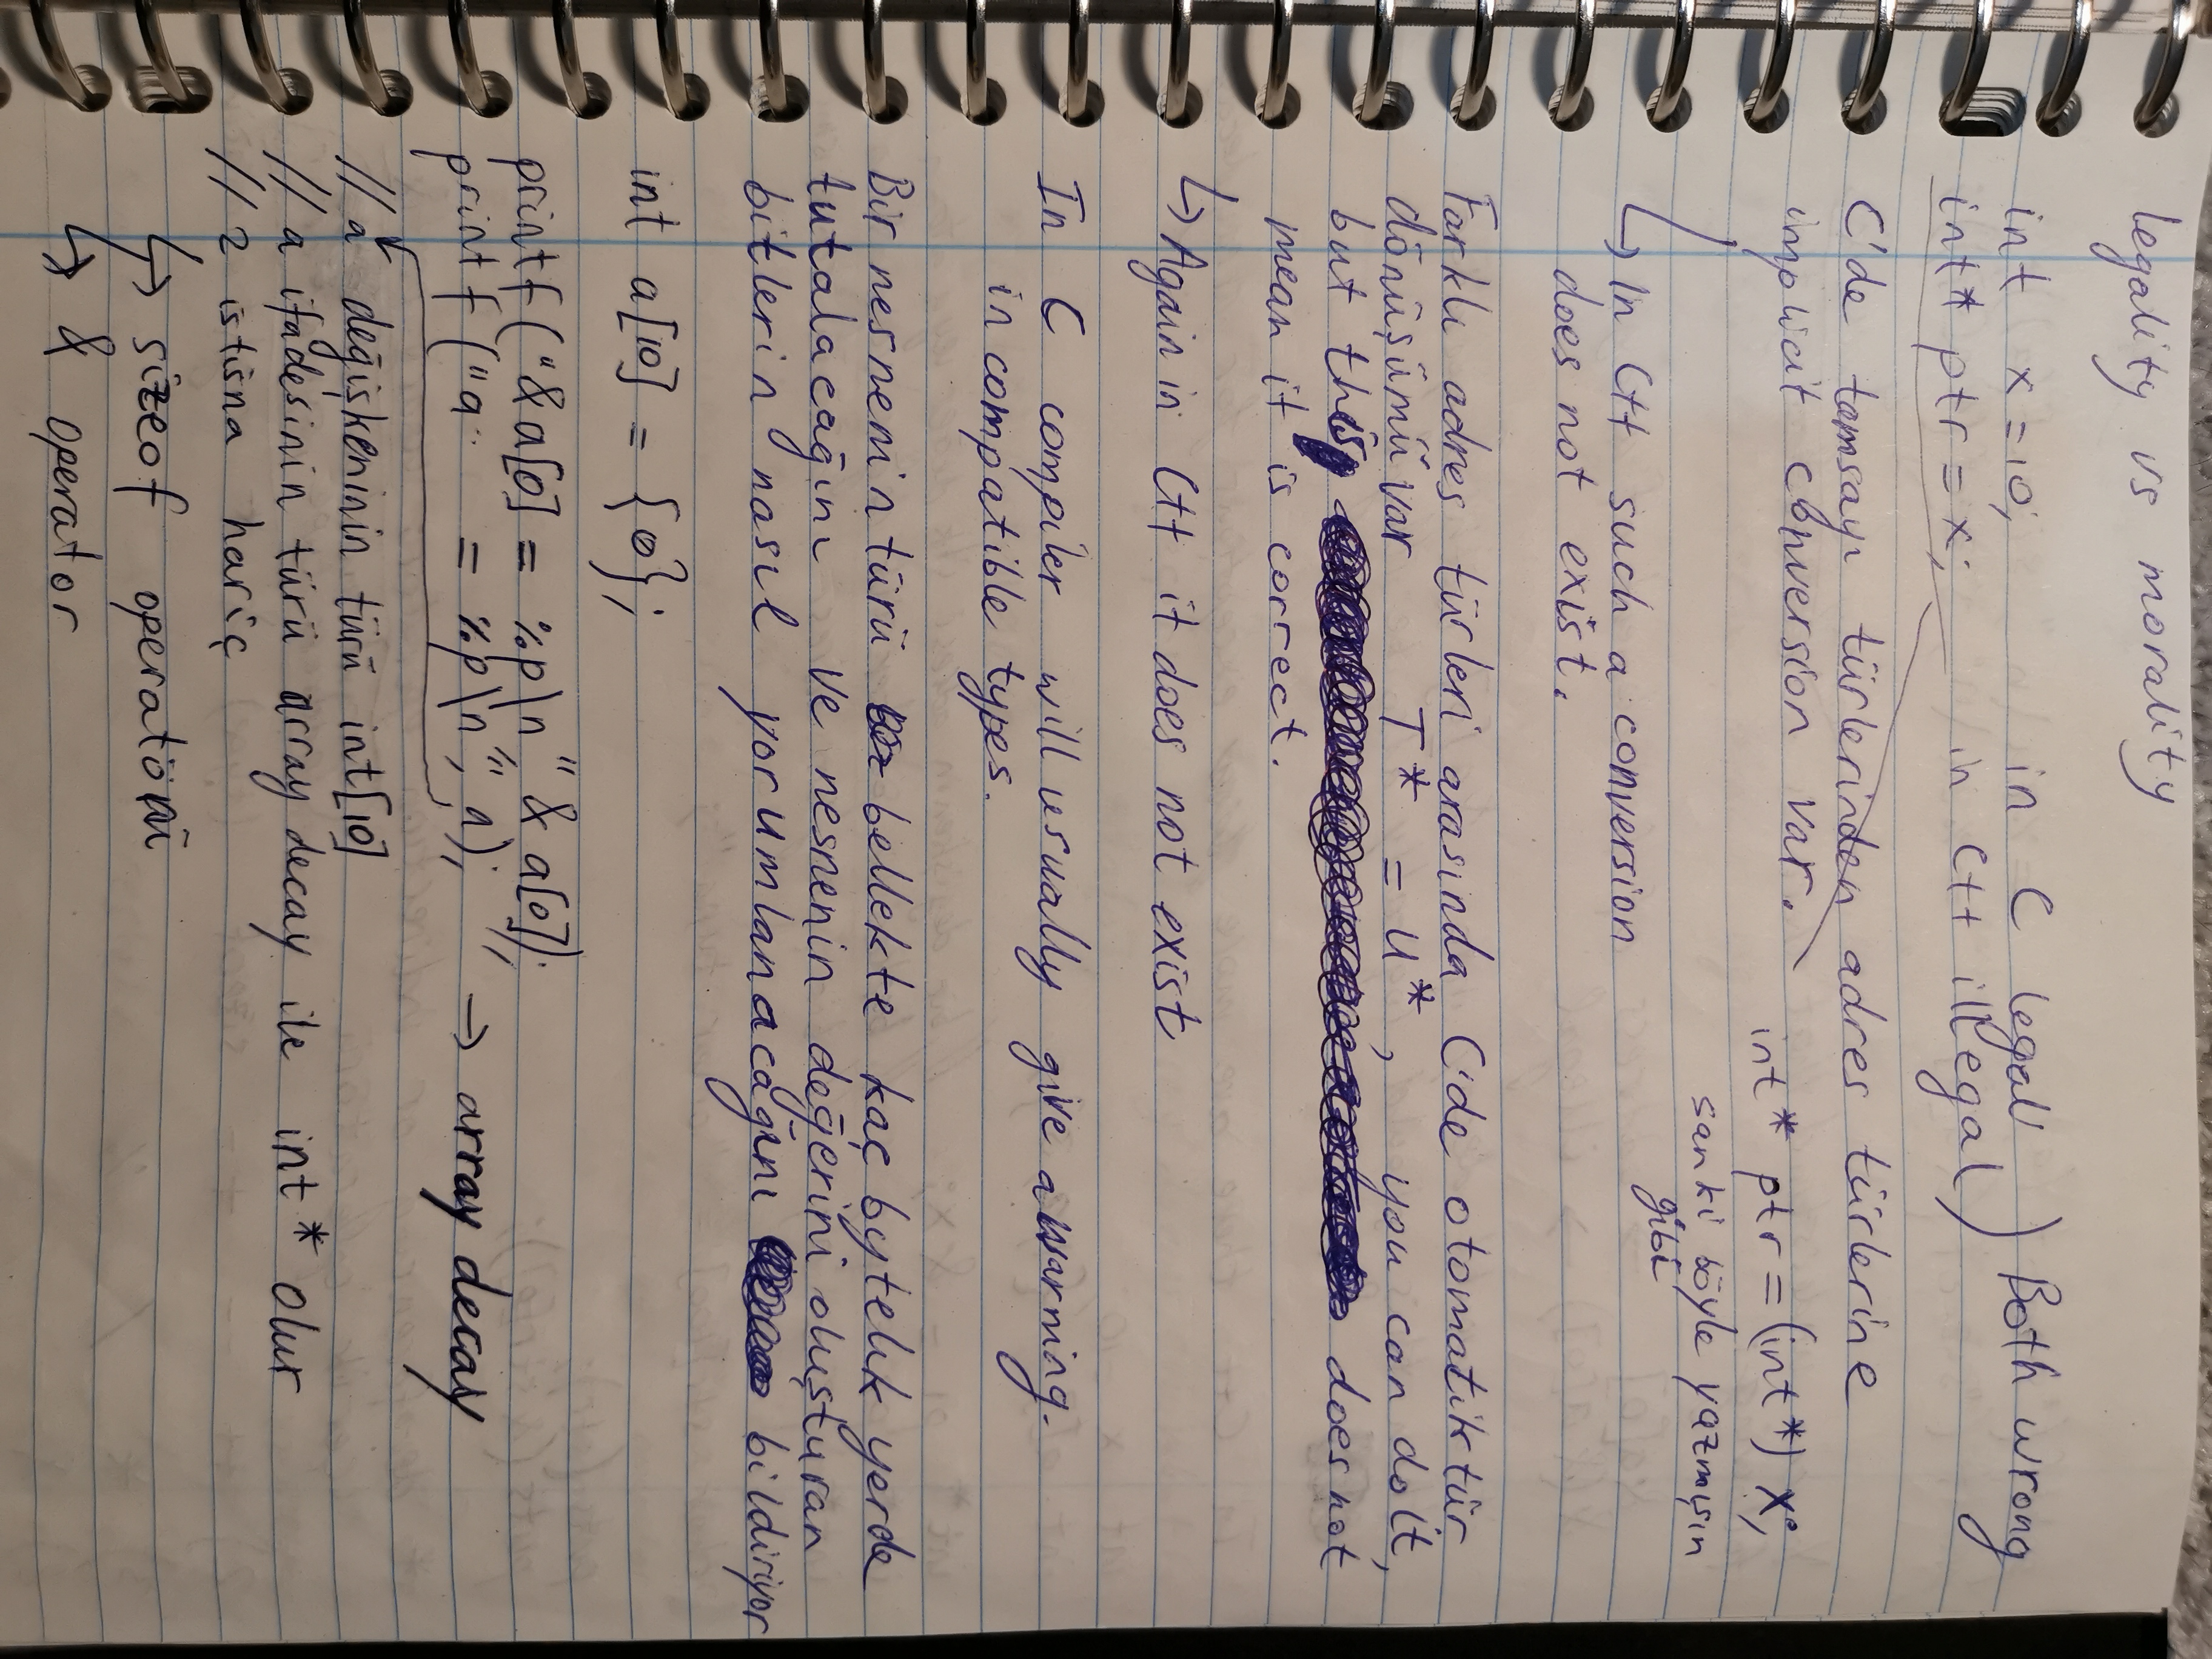 legality vs morality
int x = 10; in C legal ) Both wrong
int* ptr = x; in C++ illegal
C'de tamsayı türlerinden adres türlerine
implicit conversion var.
int* ptr = (int*) x;
sanki böyle yazmışın
gibi
↳ In C++ such a conversion
does not exist.
Farklı adres türleri arasında C'de otomatik tür
dönüşümü var T* = U*, you can do it,
but this does not
mean it is correct.
↳ Again in C++ it does not exist
In C compiler will usually give a warning.
in compatible types.
Bir nesnenin türü bellekte kaç bytelık yerde
tutalacağını ve nesnenin değerini oluşturan
bitlerin nasıl yorumlanacağını bildiriyor
int a[10] = {0};
printf("&a[0] = %p\n", &a[0]);
printf("a = %p\n", a); → array decay
// a değişkeninin türü int[10]
// a ifadesinin türü array decay ile int* olur
// 2 istisna hariç
↳ sizeof operatörü
↳ & operator